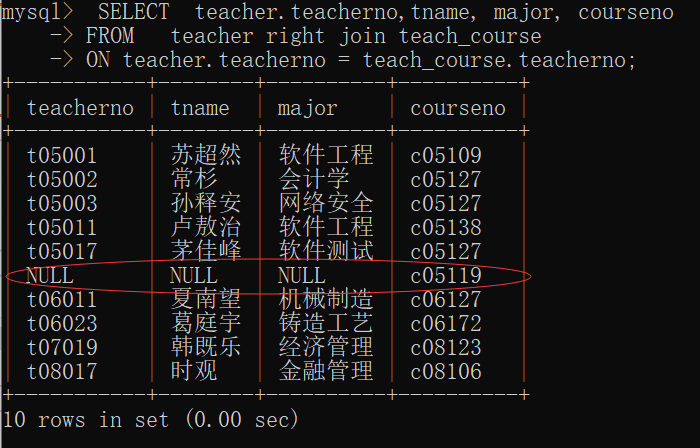 mysql>  SELECT  teacher.teacherno,tname, major, courseno
    -> FROM   teacher right join teach_course
    -> ON teacher.teacherno = teach_course.teacherno;
+-----------+--------+----------+----------+
| teacherno | tname | major | courseno |
+-----------+--------+----------+----------+
| t05001 | 苏超然 | 软件工程 | c05109 |
| t05002 | 常杉 | 会计学 | c05127 |
| t05003 | 孙释安 | 网络安全 | c05127 |
| t05011 | 卢敖治 | 软件工程 | c05138 |
| t05017 | 茅佳峰 | 软件测试 | c05127 |
| NULL | NULL | NULL | c05119 |
| t06011 | 夏南望 | 机械制造 | c06127 |
| t06023 | 葛庭宇 | 铸造工艺 | c06172 |
| t07019 | 韩既乐 | 经济管理 | c08123 |
| t08017 | 时观 | 金融管理 | c08106 |
+-----------+--------+----------+----------+
10 rows in set (0.00 sec)